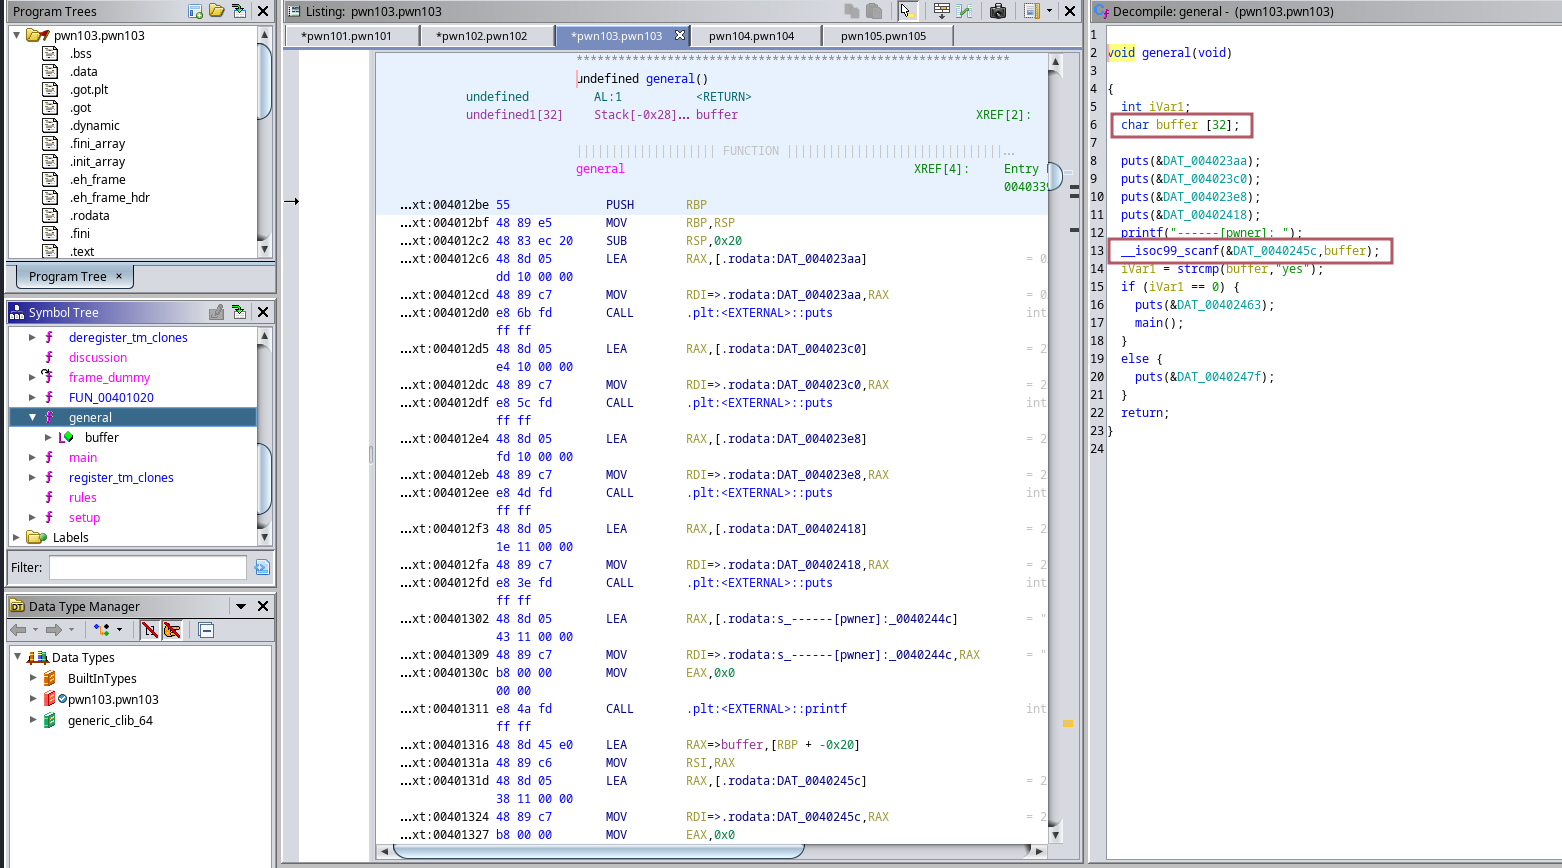 Program Trees
pwn103.pwn103
.bss
.data
.got.plt
.got
.dynamic
.fini_array
.init_array
.eh_frame
.eh_frame_hdr
.rodata
.fini
.text
Program Tree ×
Symbol Tree
deregister_tm_clones
discussion
frame_dummy
FUN_00401020
general
buffer
main
register_tm_clones
rules
setup
Labels
Filter:
Data Type Manager
Data Types
BuiltInTypes
pwn103.pwn103
generic_clib_64
Listing: pwn103.pwn103
*pwn101.pwn101 *pwn102.pwn102 *pwn103.pwn103 pwn104.pwn104 pwn105.pwn105
undefined general()
undefined AL:1 <RETURN>
undefined1[32] Stack[-0x28]... buffer XREF[2]:
|||||||||||||||||||| FUNCTION ||||||||||||||||||||||||||||||...
general XREF[4]: Entry
004033
...xt:004012be 55 PUSH RBP
...xt:004012bf 48 89 e5 MOV RBP,RSP
...xt:004012c2 48 83 ec 20 SUB RSP,0x20
...xt:004012c6 48 8d 05 LEA RAX,[.rodata:DAT_004023aa] = 0
dd 10 00 00
...xt:004012cd 48 89 c7 MOV RDI=>.rodata:DAT_004023aa,RAX = 0
...xt:004012d0 e8 6b fd CALL .plt:<EXTERNAL>::puts int
ff ff
...xt:004012d5 48 8d 05 LEA RAX,[.rodata:DAT_004023c0] = 2
e4 10 00 00
...xt:004012dc 48 89 c7 MOV RDI=>.rodata:DAT_004023c0,RAX = 2
...xt:004012df e8 5c fd CALL .plt:<EXTERNAL>::puts int
ff ff
...xt:004012e4 48 8d 05 LEA RAX,[.rodata:DAT_004023e8] = 2
fd 10 00 00
...xt:004012eb 48 89 c7 MOV RDI=>.rodata:DAT_004023e8,RAX = 2
...xt:004012ee e8 4d fd CALL .plt:<EXTERNAL>::puts int
ff ff
...xt:004012f3 48 8d 05 LEA RAX,[.rodata:DAT_00402418] = 2
1e 11 00 00
...xt:004012fa 48 89 c7 MOV RDI=>.rodata:DAT_00402418,RAX = 2
...xt:004012fd e8 3e fd CALL .plt:<EXTERNAL>::puts int
ff ff
...xt:00401302 48 8d 05 LEA RAX,[.rodata:s_------[pwner]:_0040244c] = "
43 11 00 00
...xt:00401309 48 89 c7 MOV RDI=>.rodata:s_------[pwner]:_0040244c,RAX = "
...xt:0040130c b8 00 00 MOV EAX,0x0
00 00
...xt:00401311 e8 4a fd CALL .plt:<EXTERNAL>::printf int
ff ff
...xt:00401316 48 8d 45 e0 LEA RAX=>buffer,[RBP + -0x20]
...xt:0040131a 48 89 c6 MOV RSI,RAX
...xt:0040131d 48 8d 05 LEA RAX,[.rodata:DAT_0040245c] = 2
38 11 00 00
...xt:00401324 48 89 c7 MOV RDI=>.rodata:DAT_0040245c,RAX = 2
...xt:00401327 b8 00 00 MOV EAX,0x0
Decompile: general - (pwn103.pwn103)
1
2 void general(void)
3
4 {
5 int iVar1;
6 char buffer [32];
7
8 puts(&DAT_004023aa);
9 puts(&DAT_004023c0);
10 puts(&DAT_004023e8);
11 puts(&DAT_00402418);
12 printf("------[pwner]: ");
13 __isoc99_scanf(&DAT_0040245c,buffer);
14 iVar1 = strcmp(buffer,"yes");
15 if (iVar1 == 0) {
16 puts(&DAT_00402463);
17 main();
18 }
19 else {
20 puts(&DAT_0040247f);
21 }
22 return;
23 }
24